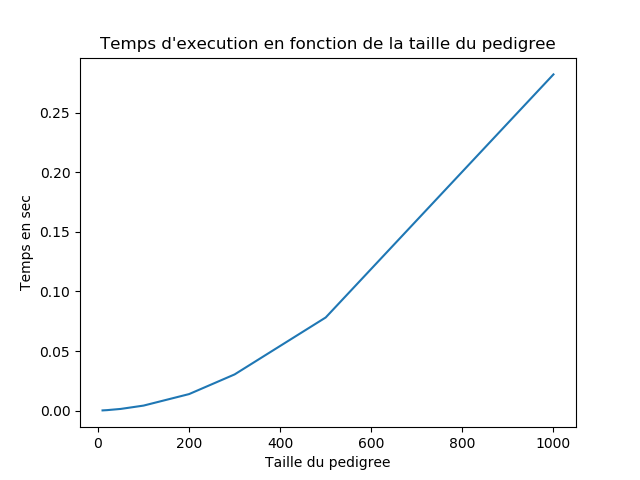 Temps d'execution en fonction de la taille du pedigree
0.25
0.20
0.15
0.10
0.05
0.00
Temps en sec
0 200 400 600 800 1000
Taille du pedigree